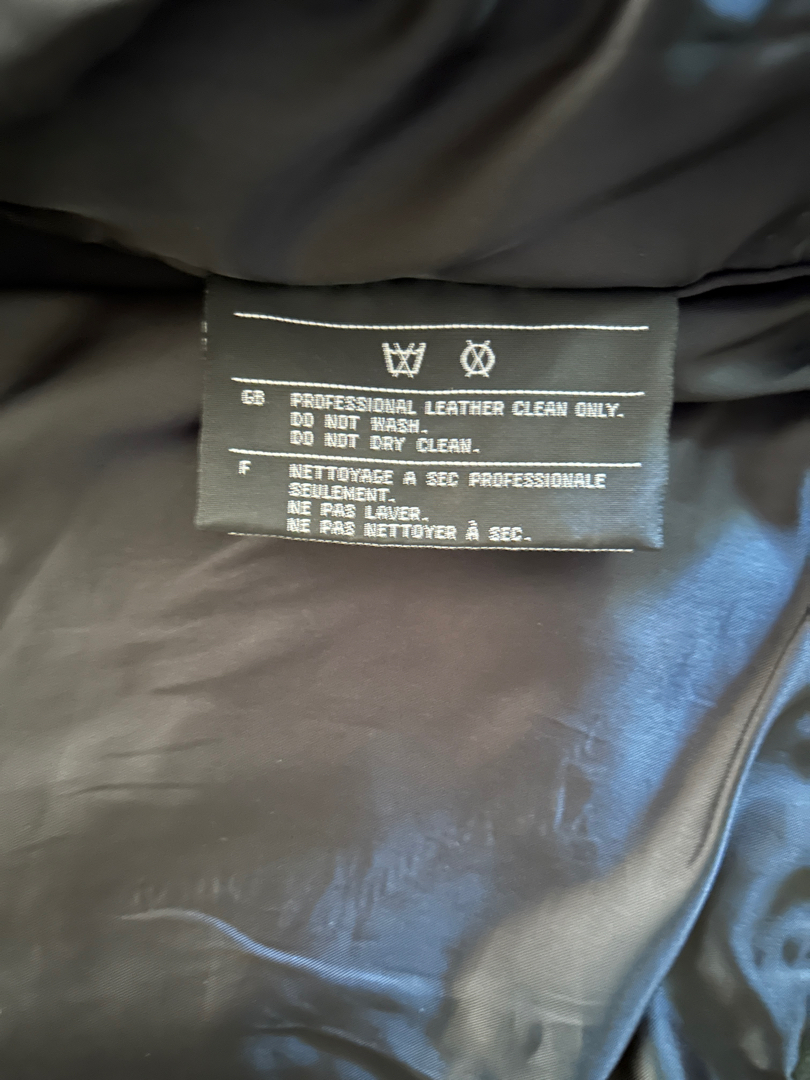 GB PROFESSIONAL LEATHER CLEAN ONLY.
DO NOT WASH.
DO NOT DRY CLEAN.
F NETTOYAGE A SEC PROFESSIONALE
SEULEMENT.
NE PAS LAVER.
NE PAS NETTOYER À SEC.